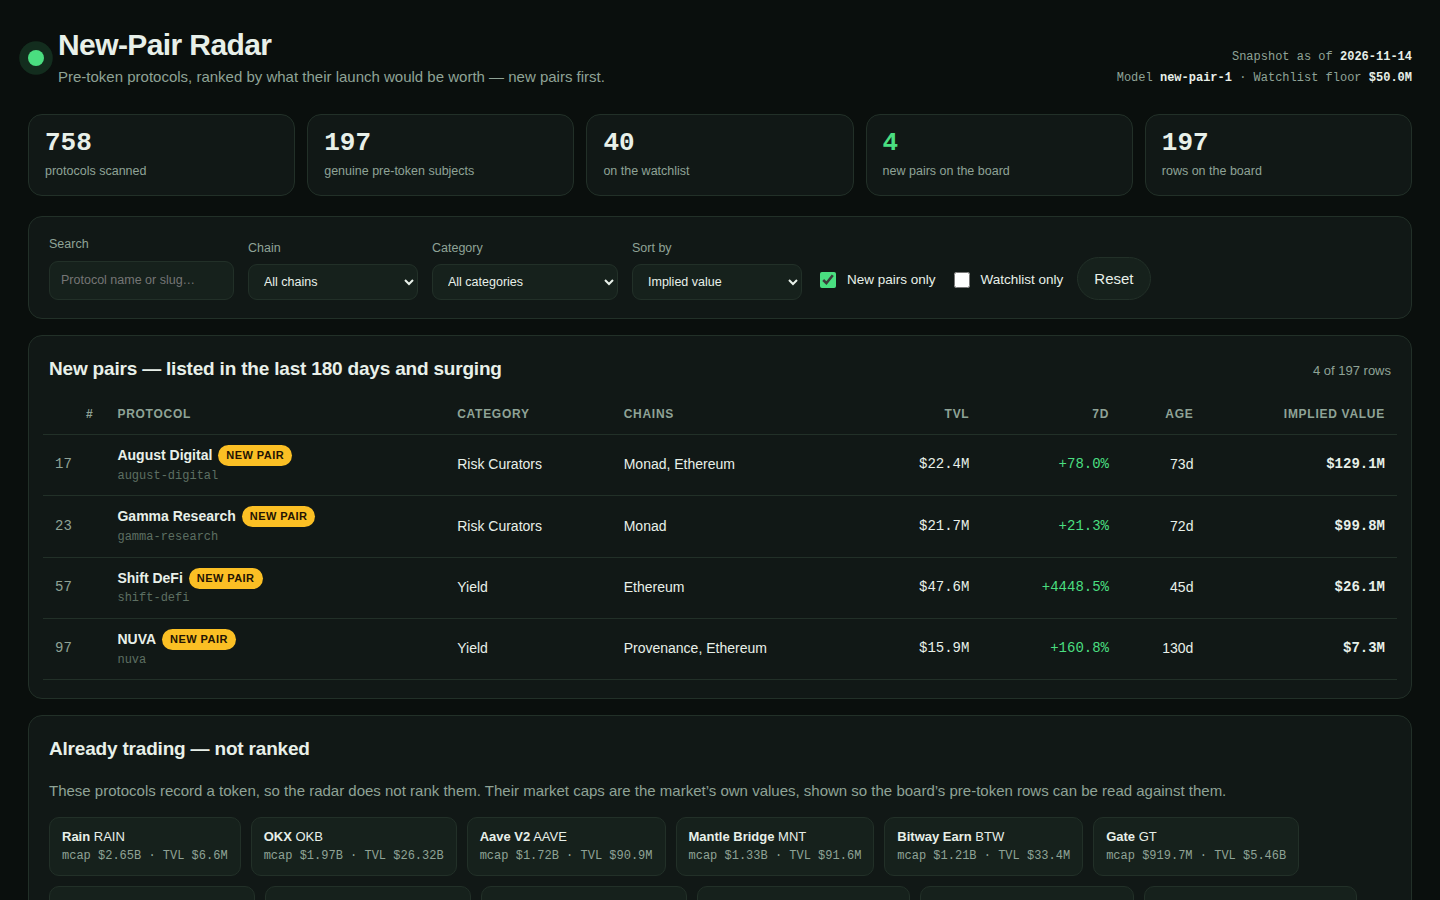 New-Pair Radar
Pre-token protocols, ranked by what their launch would be worth — new pairs first.
Snapshot as of 2026-11-14
Model new-pair-1 · Watchlist floor $50.0M
758
protocols scanned
197
genuine pre-token subjects
40
on the watchlist
4
new pairs on the board
197
rows on the board
Search
Protocol name or slug…
Chain
All chains
Category
All categories
Sort by
Implied value
New pairs only
Watchlist only
Reset
New pairs — listed in the last 180 days and surging
4 of 197 rows
# PROTOCOL CATEGORY CHAINS TVL 7D AGE IMPLIED VALUE
17 August Digital NEW PAIR Risk Curators Monad, Ethereum $22.4M +78.0% 73d $129.1M
august-digital
23 Gamma Research NEW PAIR Risk Curators Monad $21.7M +21.3% 72d $99.8M
gamma-research
57 Shift DeFi NEW PAIR Yield Ethereum $47.6M +4448.5% 45d $26.1M
shift-defi
97 NUVA NEW PAIR Yield Provenance, Ethereum $15.9M +160.8% 130d $7.3M
nuva
Already trading — not ranked
These protocols record a token, so the radar does not rank them. Their market caps are the market’s own values, shown so the board’s pre-token rows can be read against them.
Rain RAIN
mcap $2.65B · TVL $6.6M
OKX OKB
mcap $1.97B · TVL $26.32B
Aave V2 AAVE
mcap $1.72B · TVL $90.9M
Mantle Bridge MNT
mcap $1.33B · TVL $91.6M
Bitway Earn BTW
mcap $1.21B · TVL $33.4M
Gate GT
mcap $919.7M · TVL $5.46B